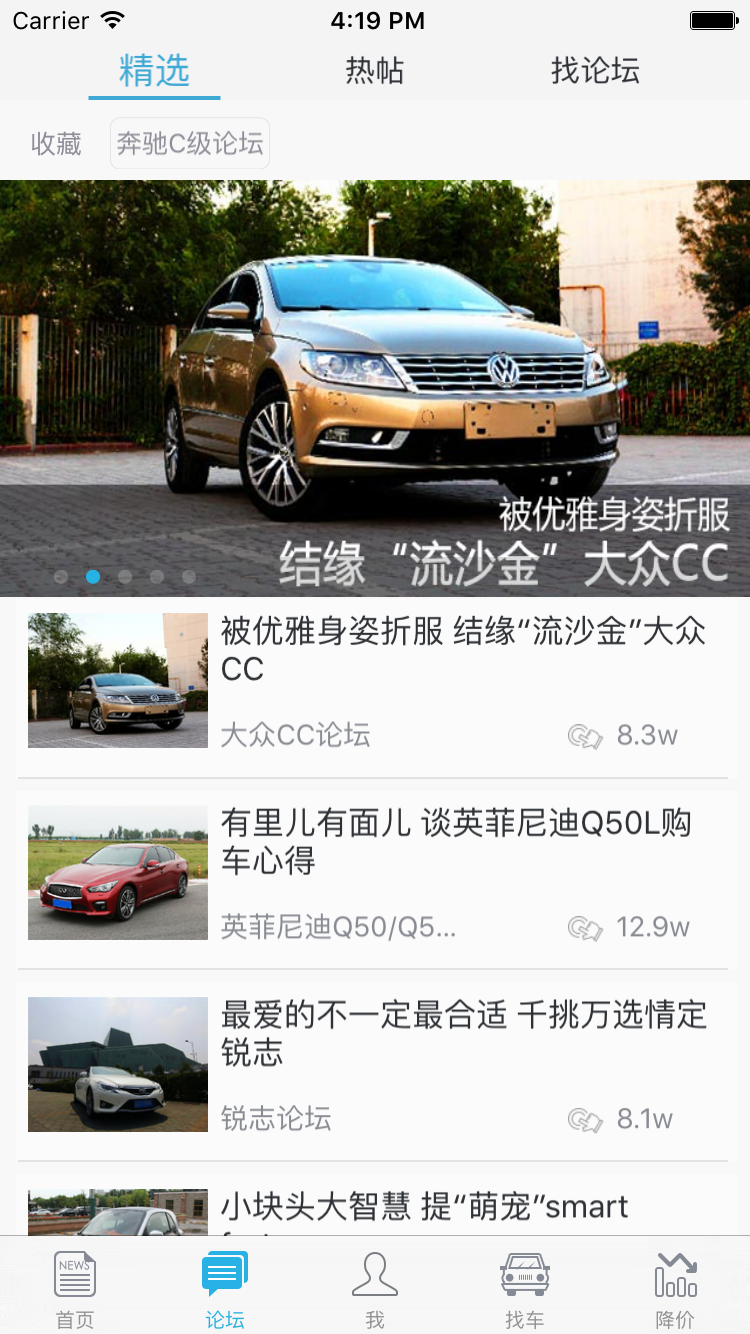 Carrier 4:19 PM
精选 热帖 找论坛
收藏 奔驰C级论坛
被优雅身姿折服
结缘“流沙金”大众CC
被优雅身姿折服 结缘“流沙金”大众
CC
大众CC论坛 8.3w
有里儿有面儿 谈英菲尼迪Q50L购
车心得
英菲尼迪Q50/Q5... 12.9w
最爱的不一定最合适 千挑万选情定
锐志
锐志论坛 8.1w
小块头大智慧 提“萌宠”smart
NEWS
首页 论坛 我 找车 降价